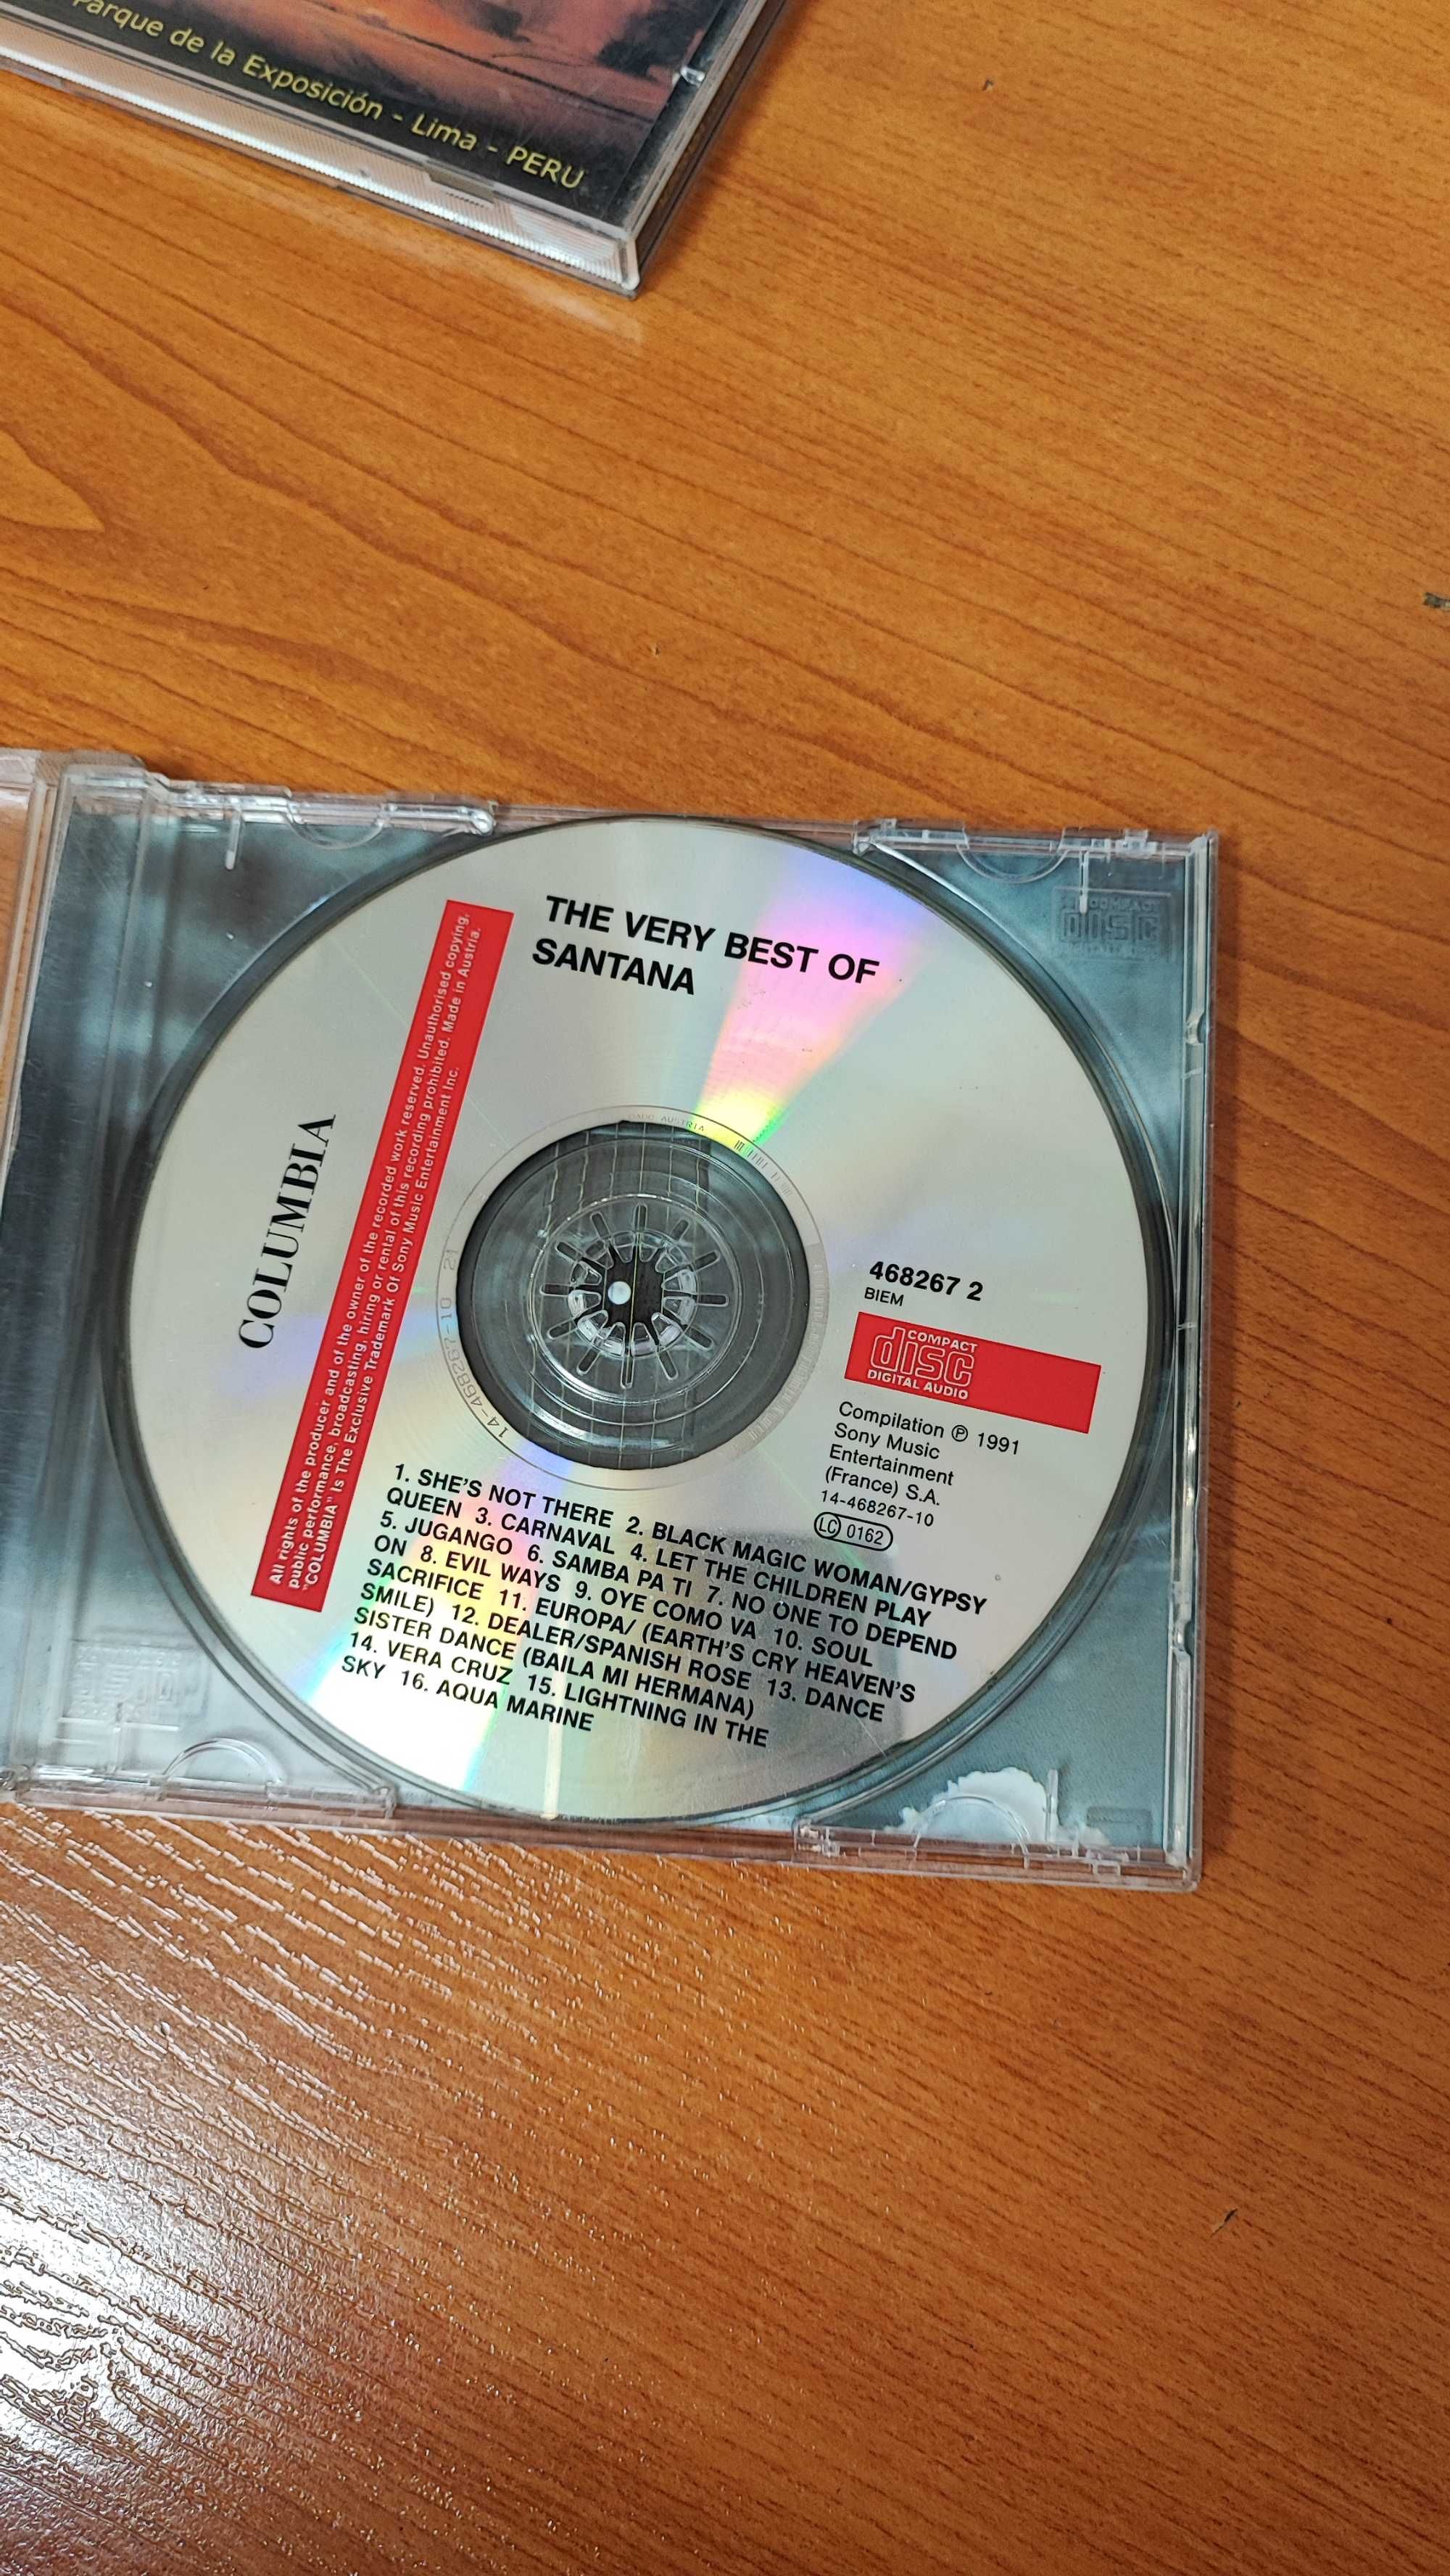 Parque de la Exposición - Lima - PERU
THE VERY BEST OF
SANTANA
COLUMBIA
All rights of the producer and of the owner of the recorded work reserved. Unauthorised copying,
public performance, broadcasting, hiring or rental of this recording prohibited. Made in Austria.
"COLUMBIA" Is The Exclusive Trademark Of Sony Music Entertainment Inc.
DADC AUSTRIA
14-468267-10 21
468267 2
BIEM
COMPACT
disc
DIGITAL AUDIO
Compilation ℗ 1991
Sony Music
Entertainment
(France) S.A.
14-468267-10
LC 0162
1. SHE'S NOT THERE 2. BLACK MAGIC WOMAN/GYPSY
QUEEN 3. CARNAVAL 4. LET THE CHILDREN PLAY
5. JUGANGO 6. SAMBA PA TI 7. NO ONE TO DEPEND
ON 8. EVIL WAYS 9. OYE COMO VA 10. SOUL
SACRIFICE 11. EUROPA/ (EARTH'S CRY HEAVEN'S
SMILE) 12. DEALER/SPANISH ROSE 13. DANCE
SISTER DANCE (BAILA MI HERMANA)
14. VERA CRUZ 15. LIGHTNING IN THE
SKY 16. AQUA MARINE
disc